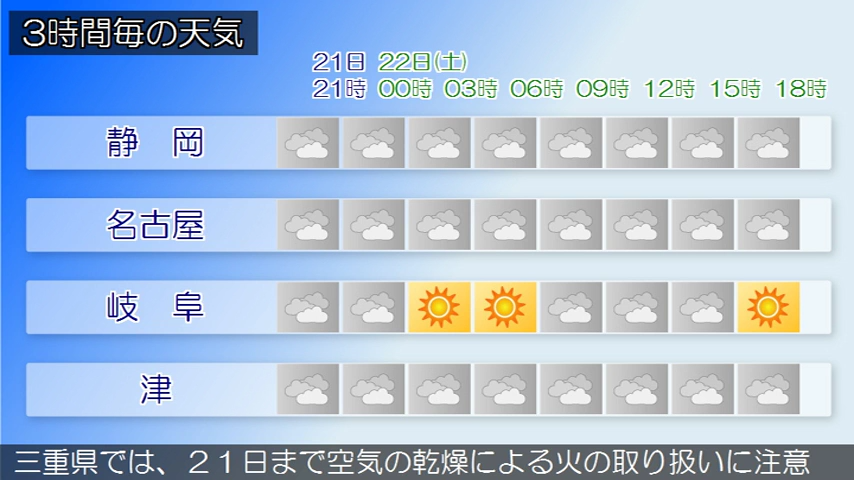 3時間毎の天気
21日 22日(土)
21時 00時 03時 06時 09時 12時 15時 18時
静　岡
名古屋
岐　阜
津
三重県では、２１日まで空気の乾燥による火の取り扱いに注意